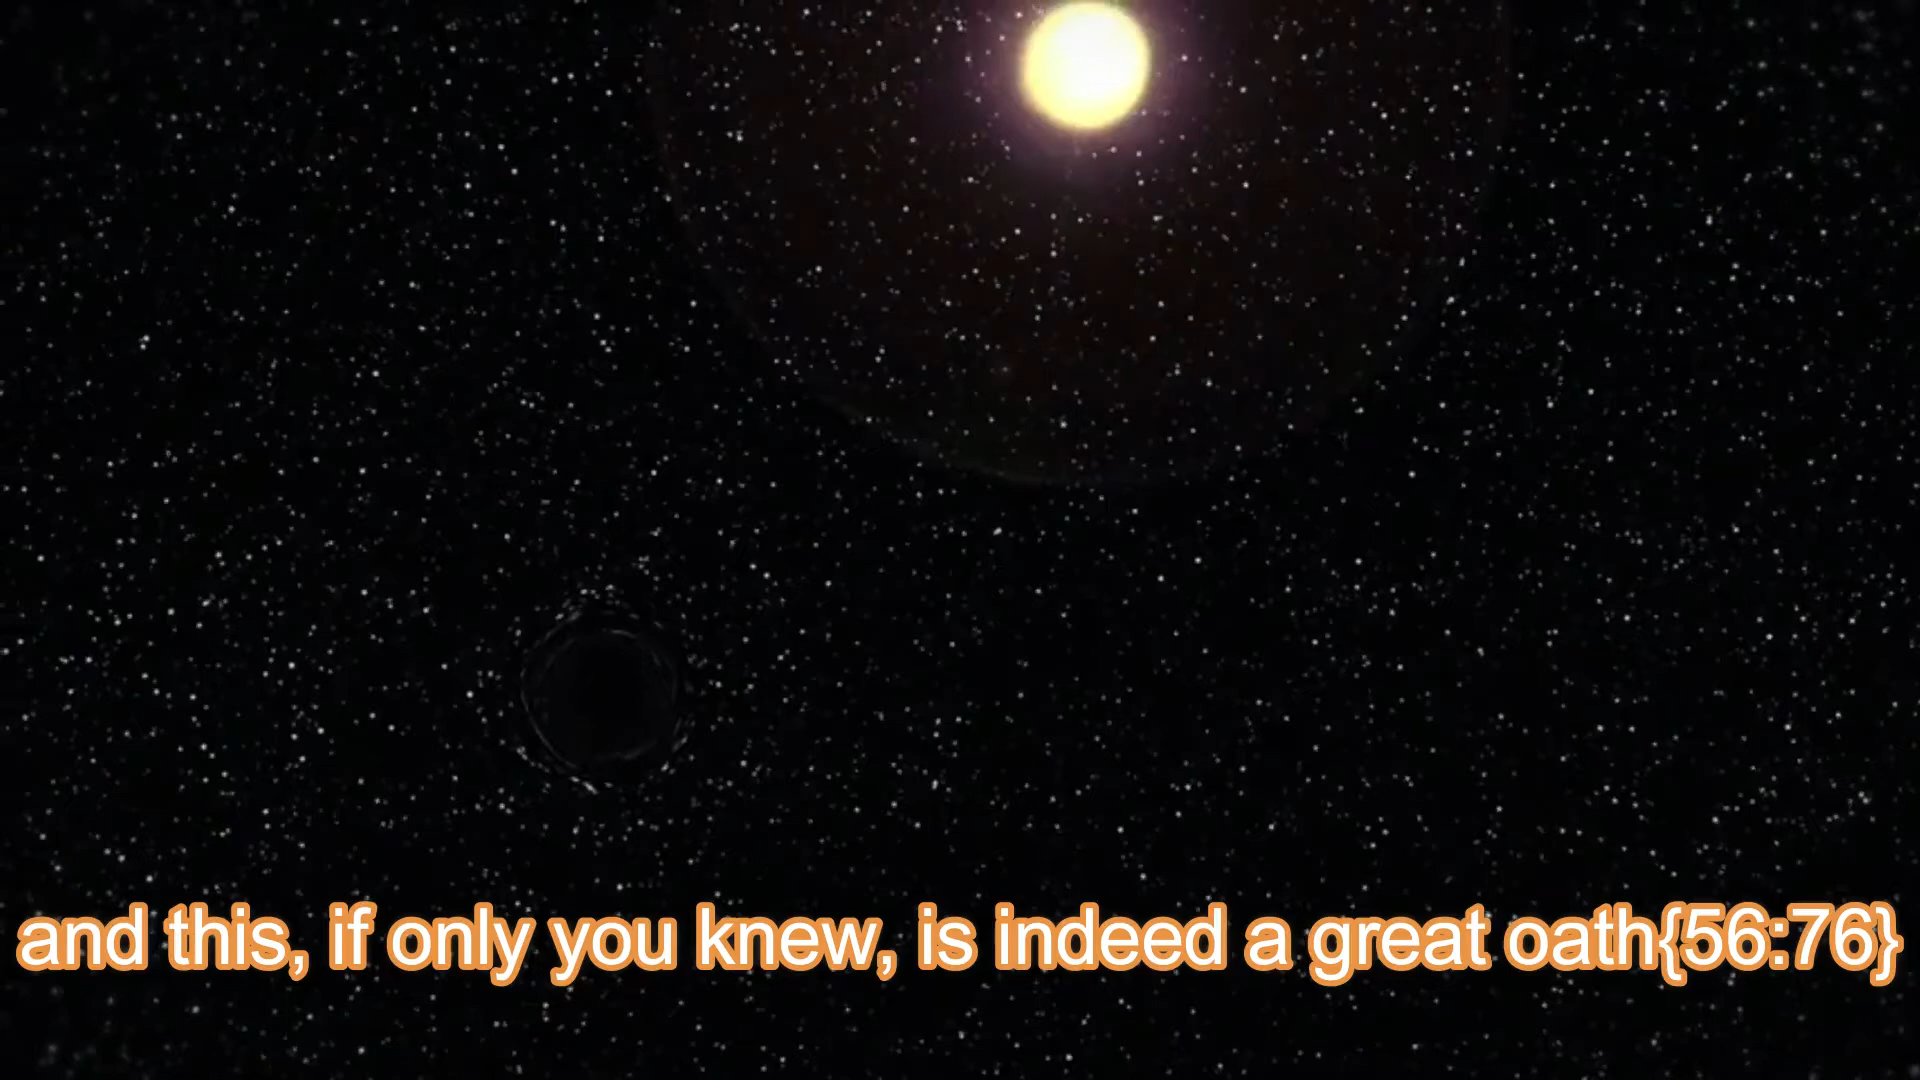 and this, if only you knew, is indeed a great oath{56:76}